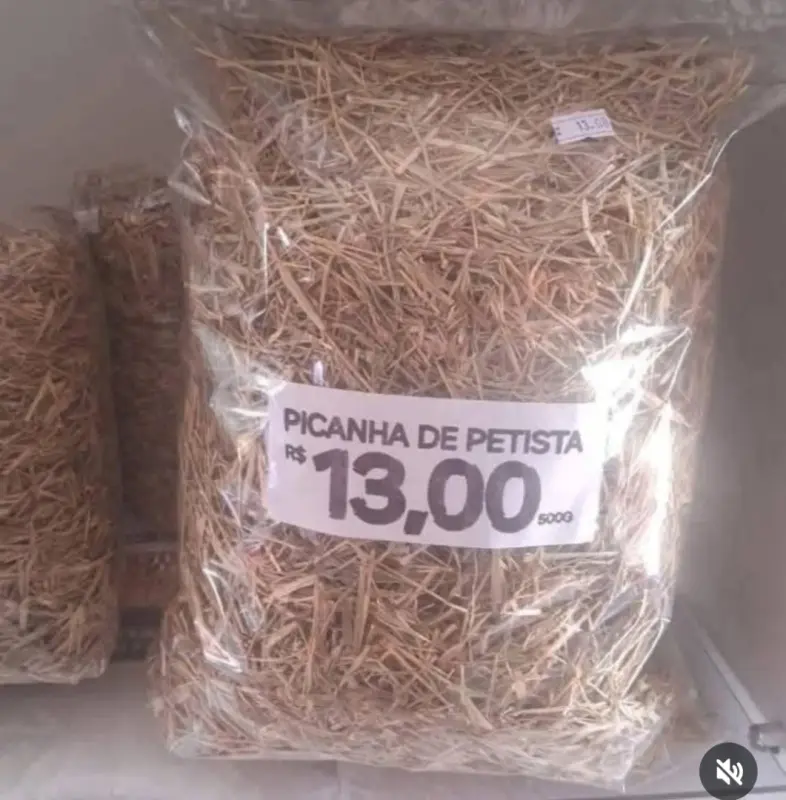 13.00
PICANHA DE PETISTA
R$ 13,00 500G